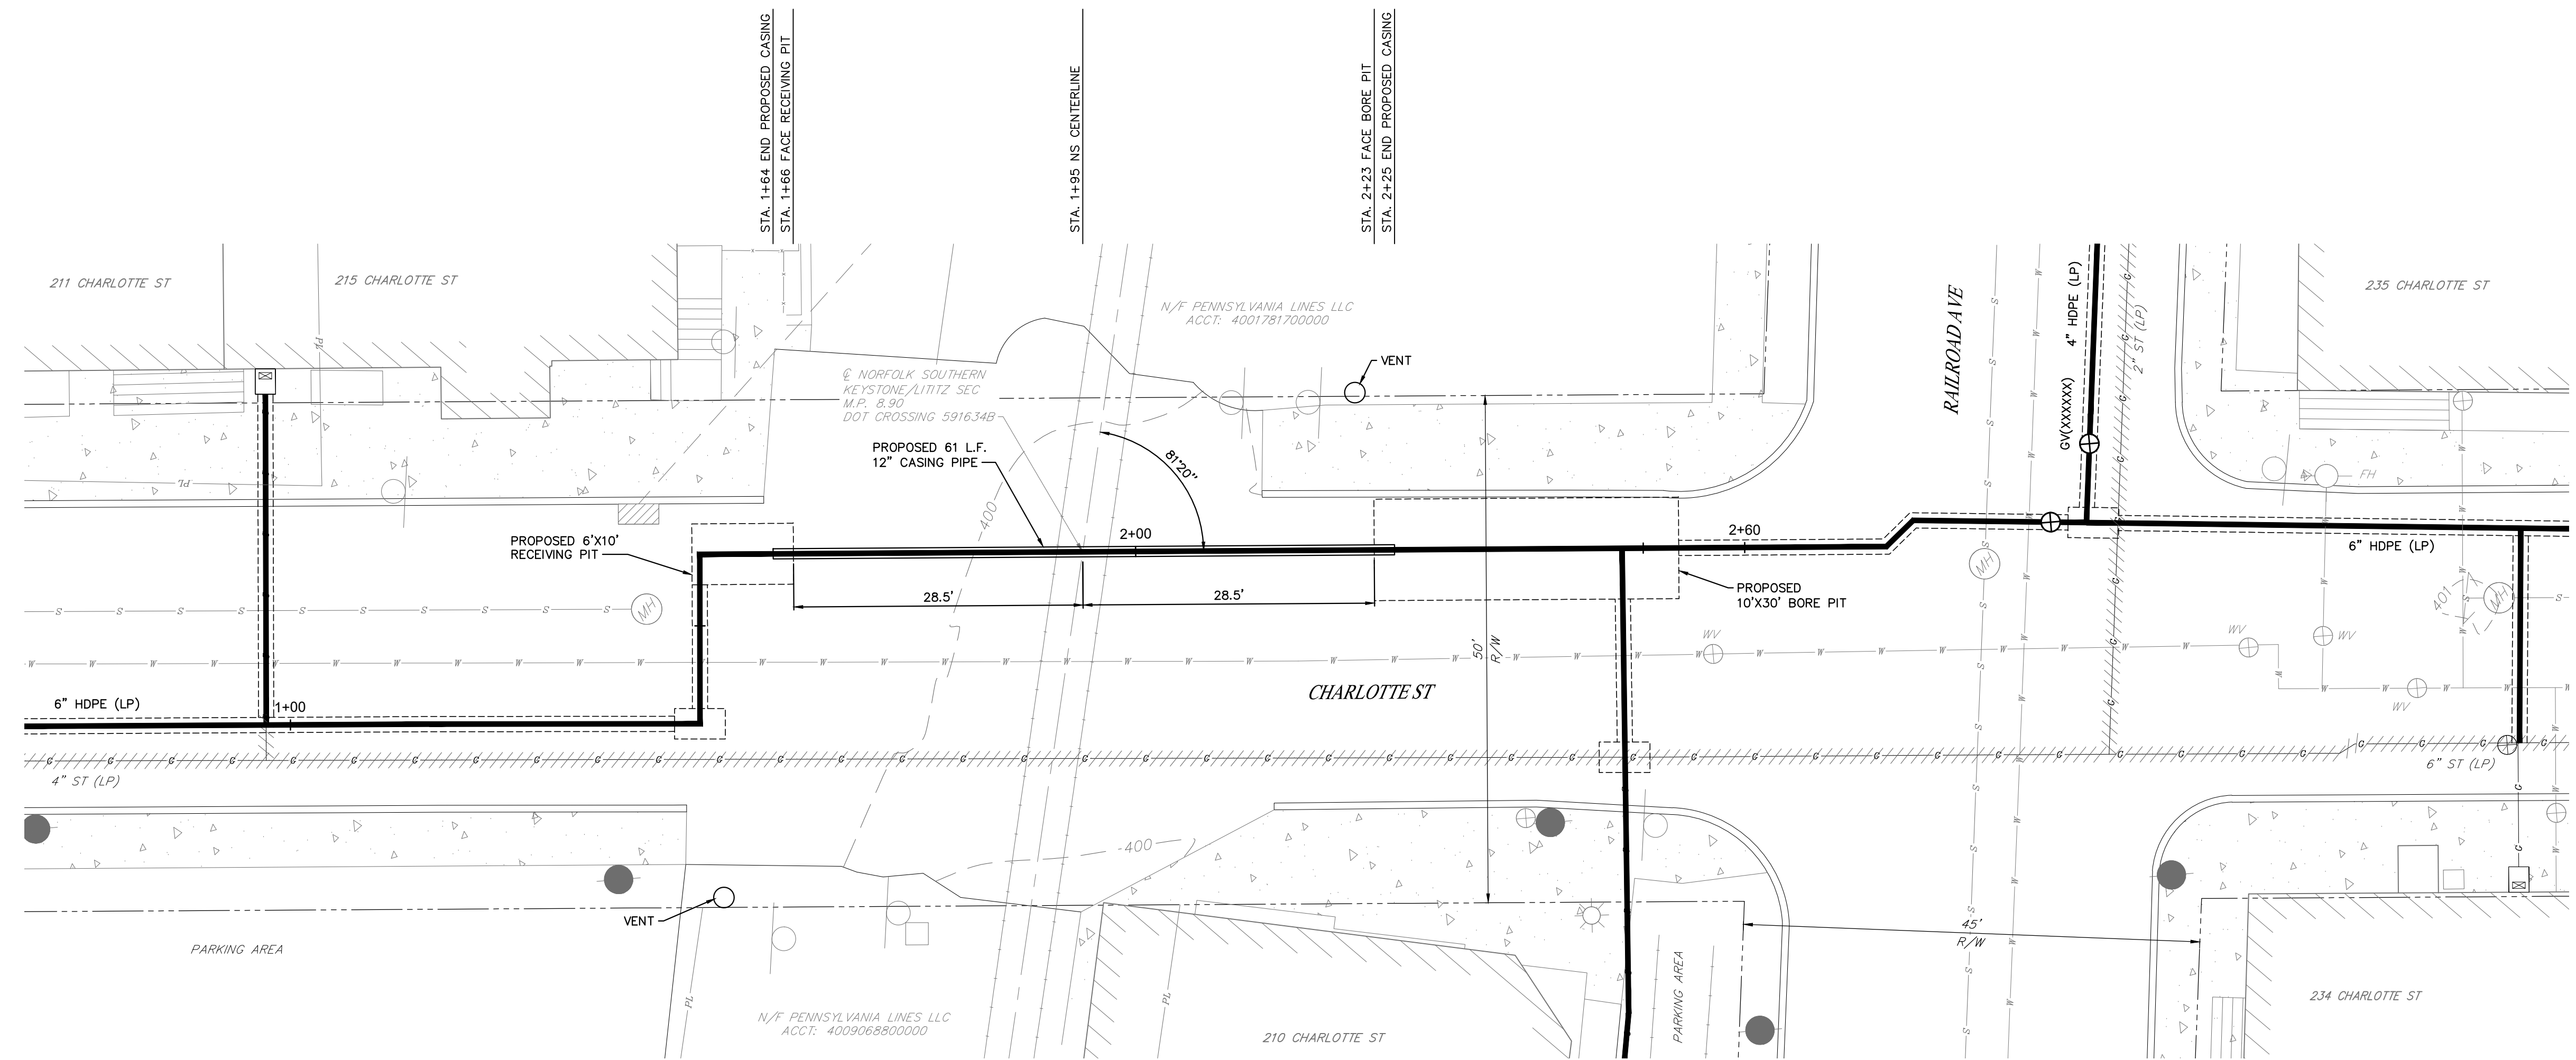 STA. 1+64 END PROPOSED CASING
STA. 1+66 FACE RECEIVING PIT
STA. 1+95 NS CENTERLINE
STA. 2+23 FACE BORE PIT
STA. 2+25 END PROPOSED CASING
211 CHARLOTTE ST
215 CHARLOTTE ST
PL
PL
N/F PENNSYLVANIA LINES LLC
ACCT: 4001781700000
VENT
℄ NORFOLK SOUTHERN
KEYSTONE/LITITZ SEC
M.P. 8.90
DOT CROSSING 591634B
PROPOSED 61 L.F.
12" CASING PIPE
81°20"
400
2+00
RAILROAD AVE
4" HDPE (LP)
GV(XXXXXX)
2" ST (LP)
235 CHARLOTTE ST
FH
PROPOSED 6'X10'
RECEIVING PIT
28.5'
28.5'
2+60
PROPOSED
10'X30' BORE PIT
6" HDPE (LP)
MH
MH
401
MH
S S S S S S S S S S
W W W W W W W W W W
WV
WV
WV
WV
50'
R/W
CHARLOTTE ST
6" HDPE (LP)
1+00
G G G G G G G G G G
4" ST (LP)
6" ST (LP)
400
VENT
PARKING AREA
PL
PL
N/F PENNSYLVANIA LINES LLC
ACCT: 4009068800000
210 CHARLOTTE ST
PARKING AREA
45'
R/W
234 CHARLOTTE ST